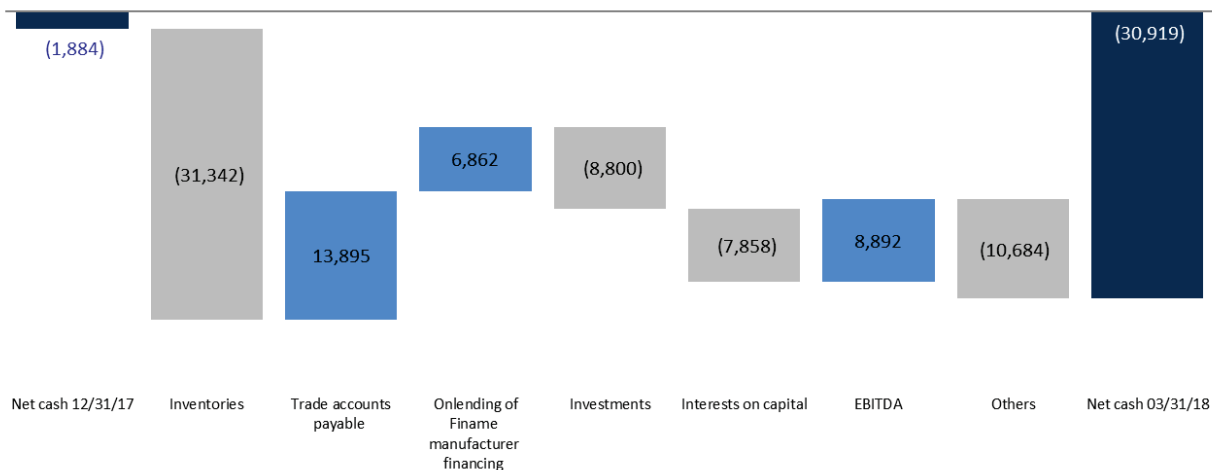 (1,884)
(31,342)
13,895
6,862
(8,800)
(7,858)
8,892
(10,684)
(30,919)
Net cash 12/31/17
Inventories
Trade accounts
payable
Onlending of
Finame
manufacturer
financing
Investments
Interests on capital
EBITDA
Others
Net cash 03/31/18